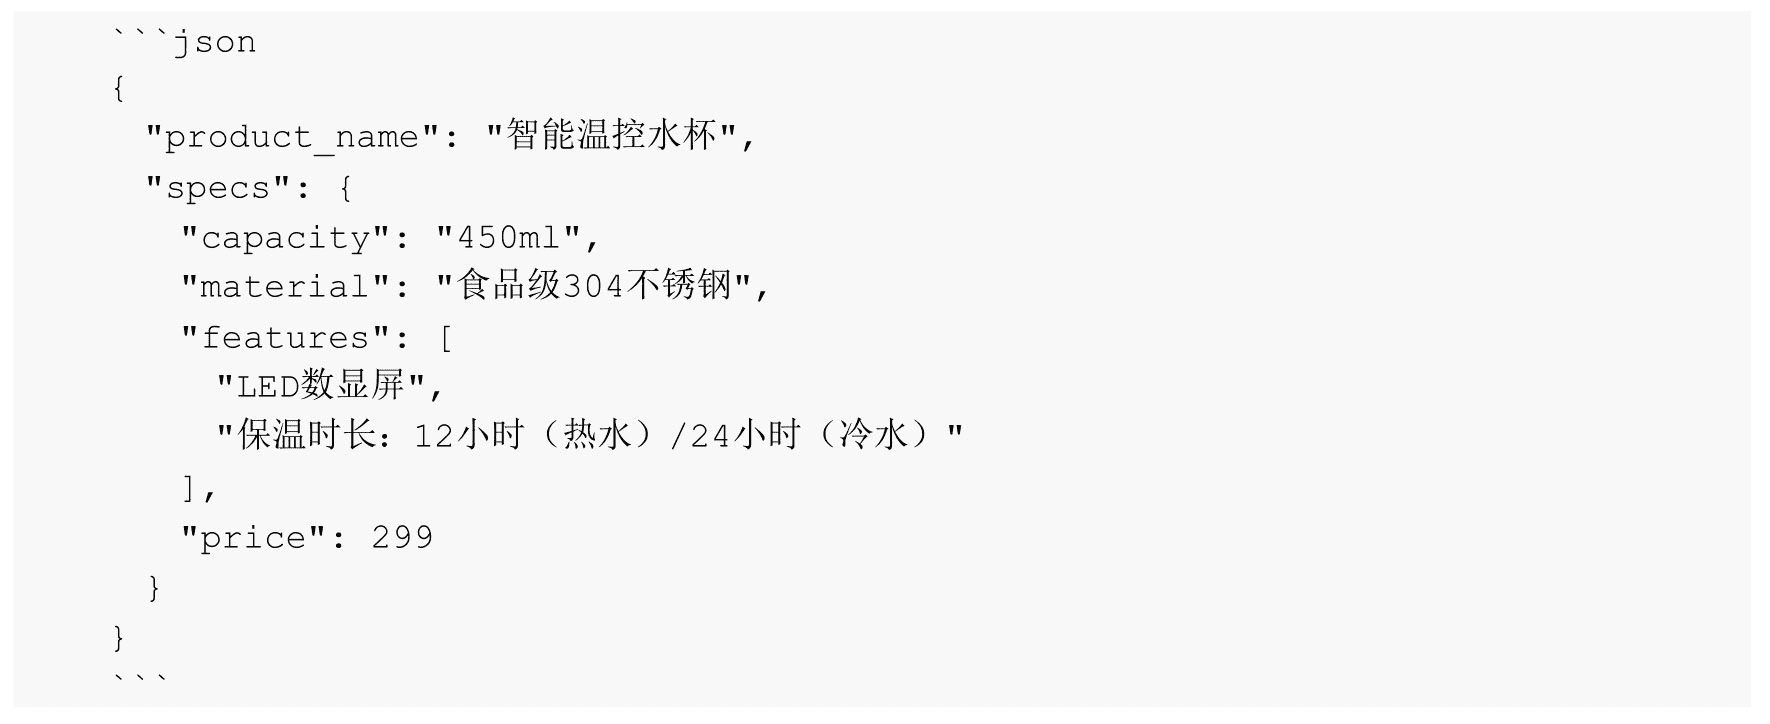 ```json
{
  "product_name": "智能温控水杯",
  "specs": {
    "capacity": "450ml",
    "material": "食品级304不锈钢",
    "features": [
      "LED数显屏",
      "保温时长：12小时（热水）/24小时（冷水）"
    ],
    "price": 299
  }
}
```